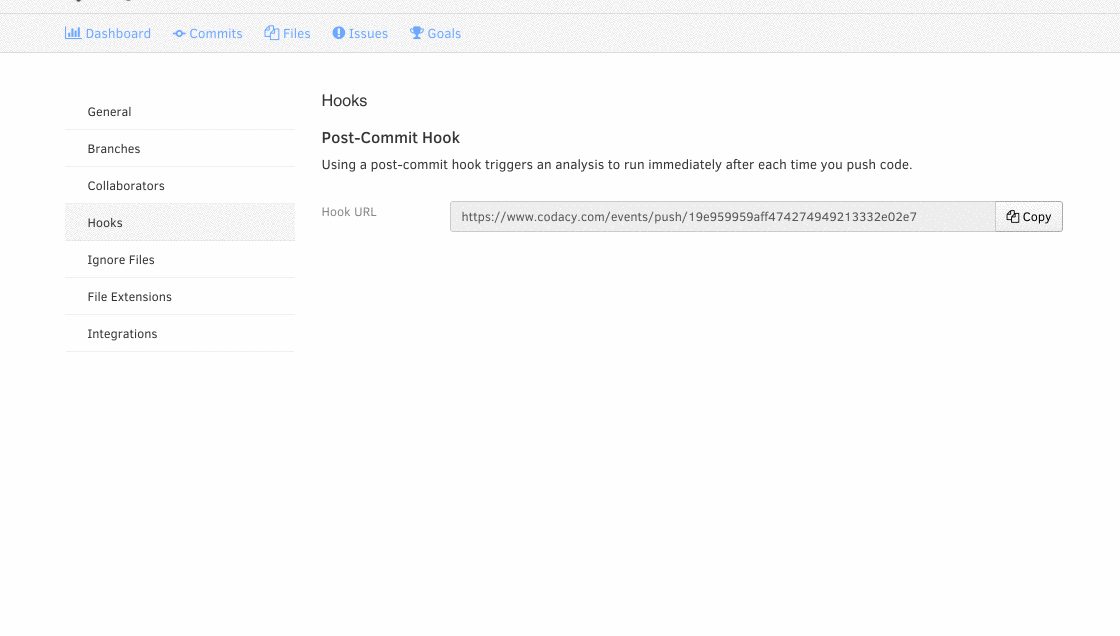 Dashboard Commits Files Issues Goals
General
Branches
Collaborators
Hooks
Ignore Files
File Extensions
Integrations
Hooks
Post-Commit Hook
Using a post-commit hook triggers an analysis to run immediately after each time you push code.
Hook URL https://www.codacy.com/events/push/19e959959aff474274949213332e02e7 Copy